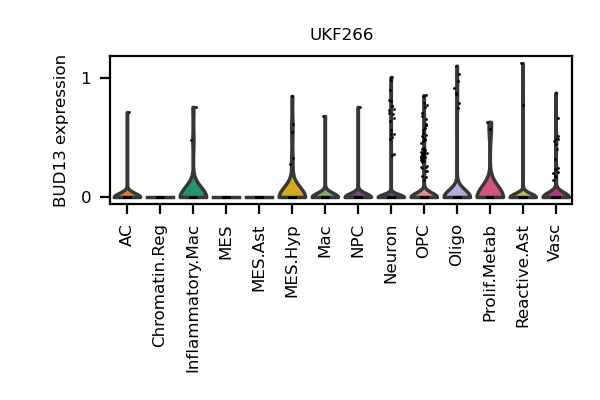 UKF266
BUD13 expression
1
0
AC
Chromatin.Reg
Inflammatory.Mac
MES
MES.Ast
MES.Hyp
Mac
NPC
Neuron
OPC
Oligo
Prolif.Metab
Reactive.Ast
Vasc